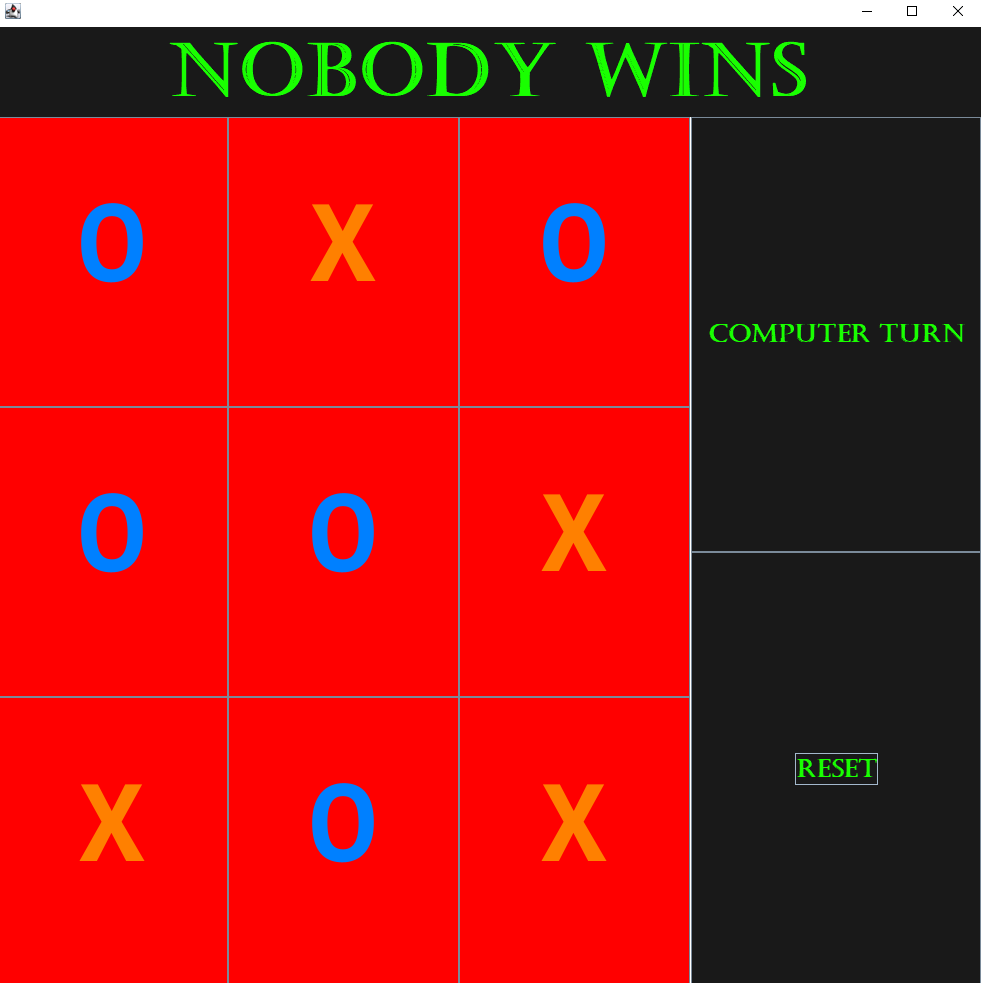 NOBODY WINS
O X O
COMPUTER TURN
O O X
RESET
X O X